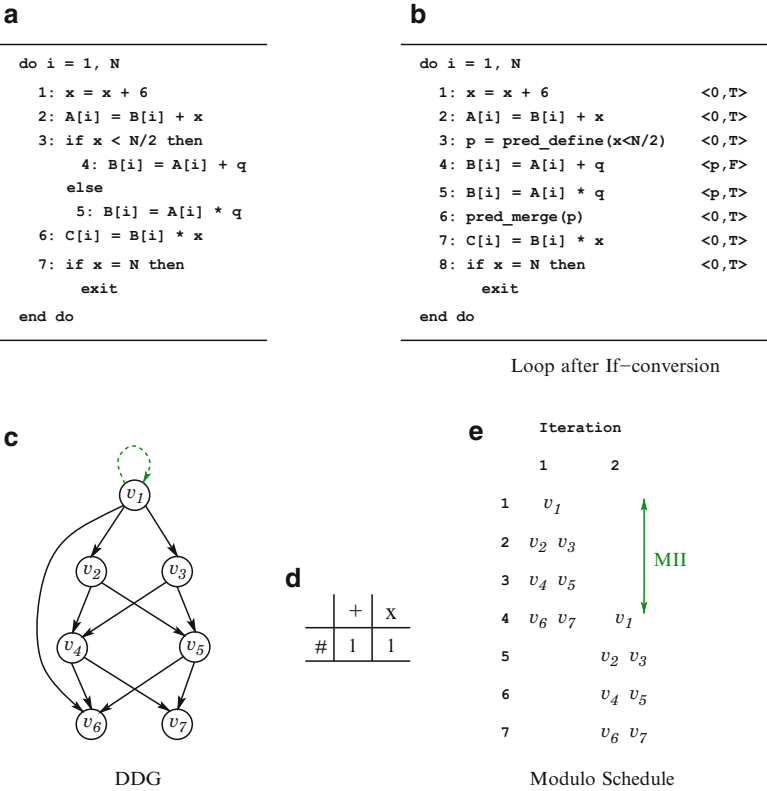 a
do i = 1, N
1: x = x + 6
2: A[i] = B[i] + x
3: if x < N/2 then
4: B[i] = A[i] + q
else
5: B[i] = A[i] * q
6: C[i] = B[i] * x
7: if x = N then
exit
end do
b
do i = 1, N
1: x = x + 6 <0,T>
2: A[i] = B[i] + x <0,T>
3: p = pred_define(x<N/2) <0,T>
4: B[i] = A[i] + q <p,F>
5: B[i] = A[i] * q <p,T>
6: pred_merge(p) <0,T>
7: C[i] = B[i] * x <0,T>
8: if x = N then <0,T>
exit
end do
Loop after If−conversion
c
v1
v2 v3
v4 v5
v6 v7
DDG
d
+ x
# 1 1
e
Iteration
1 2
1 v1
2 v2 v3
MII
3 v4 v5
4 v6 v7 v1
5 v2 v3
6 v4 v5
7 v6 v7
Modulo Schedule